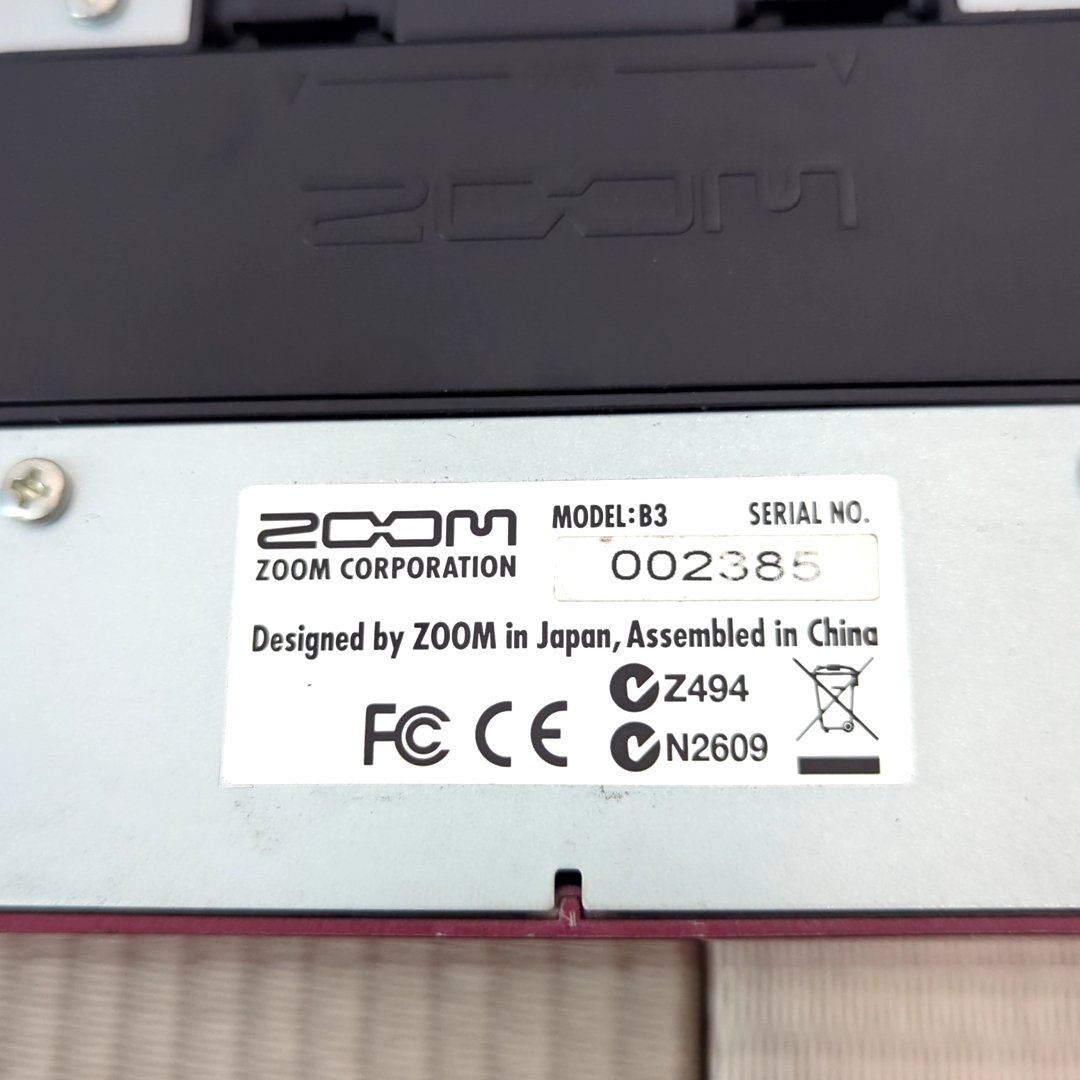 ZOOM
ZOOM
ZOOM CORPORATION
MODEL:B3
SERIAL NO.
002385
Designed by ZOOM in Japan, Assembled in China
FC CE
Z494
N2609